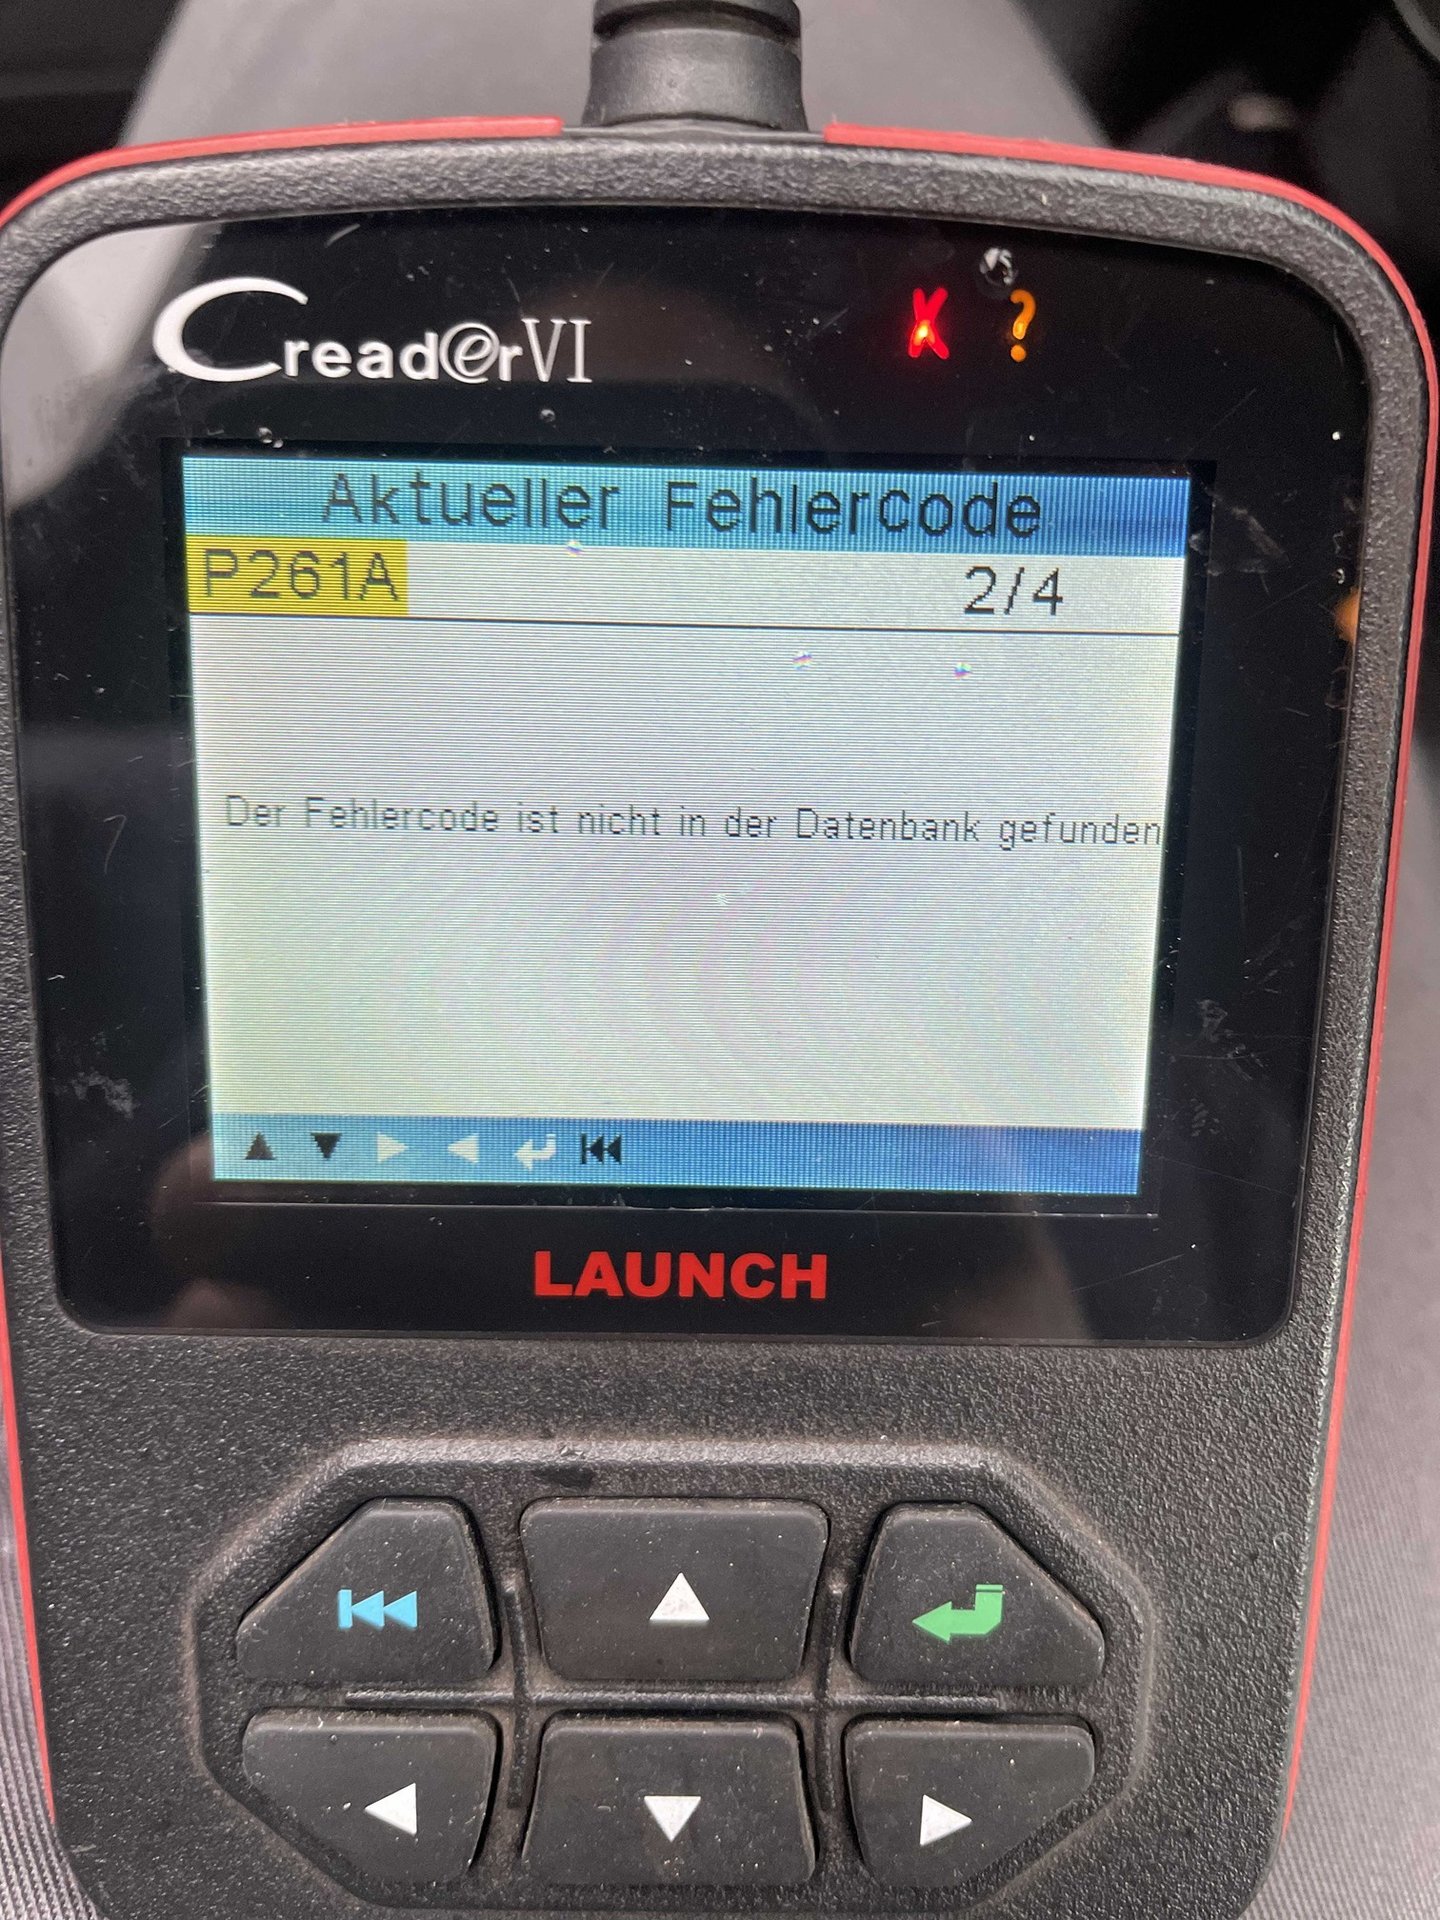 Creader VI
X ?
Aktueller Fehlercode
P261A 2/4
Der Fehlercode ist nicht in der Datenbank gefunden
LAUNCH